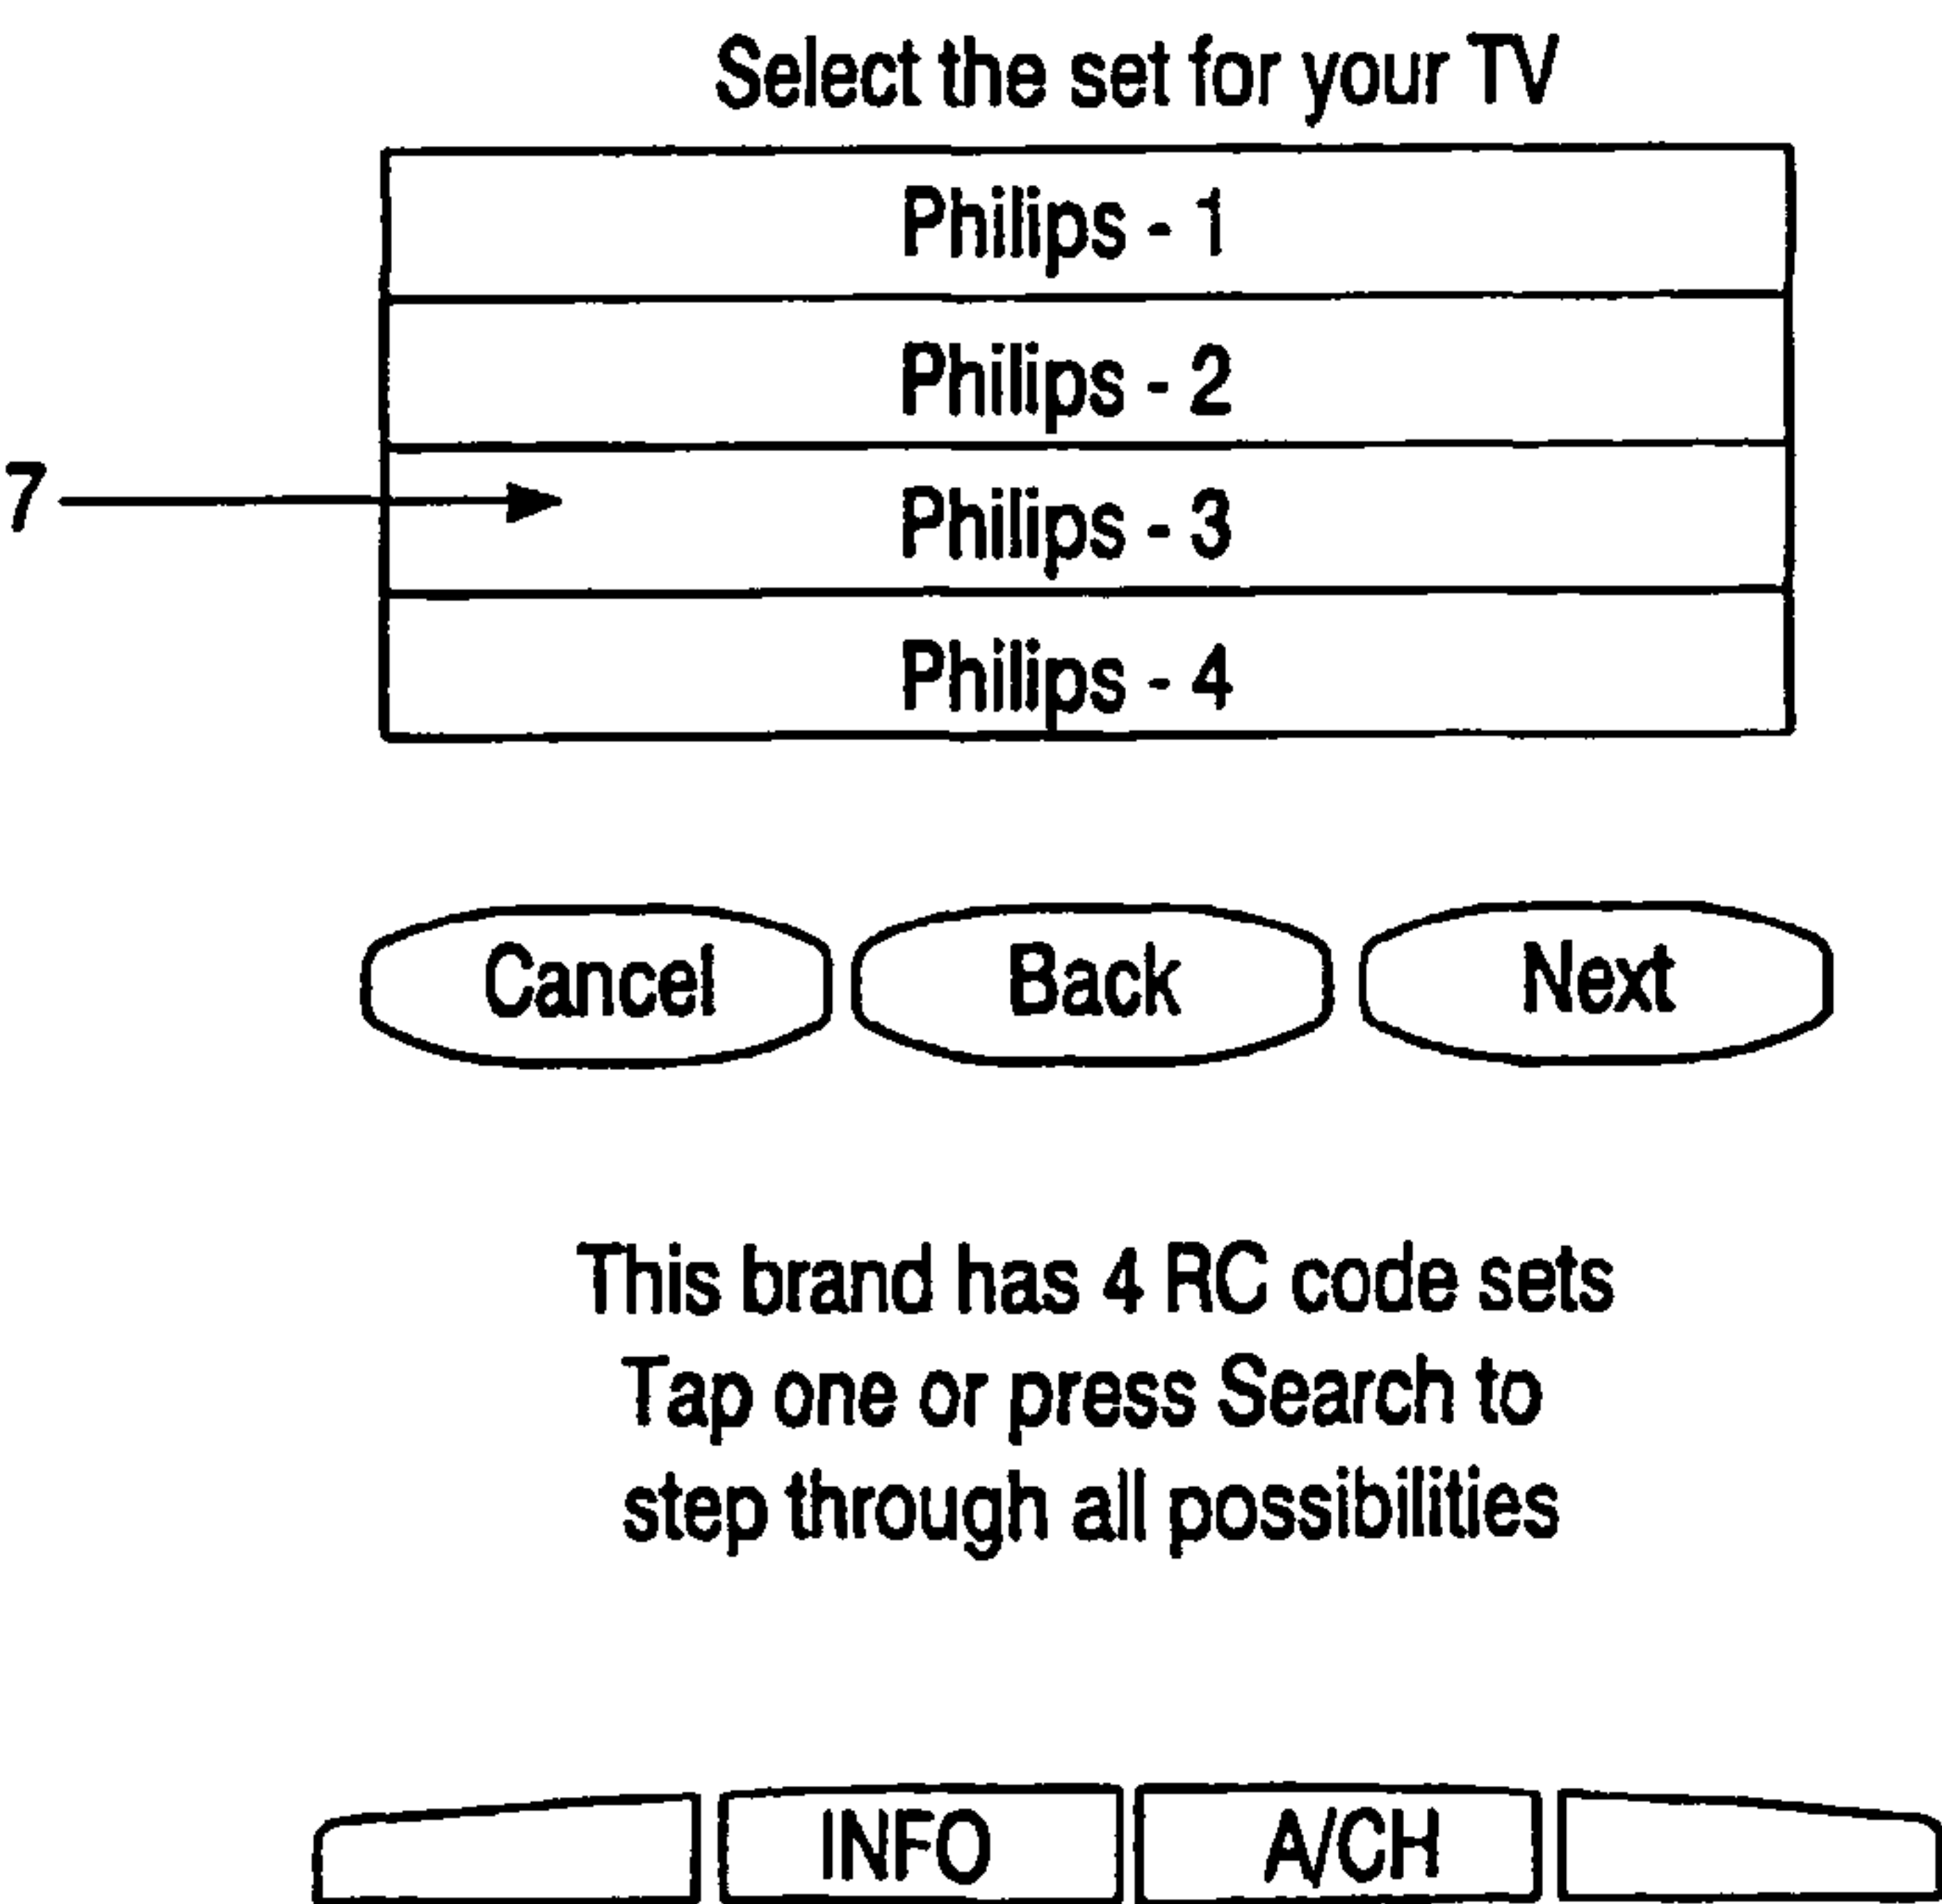 Select the set for your TV
Philips - 1
Philips - 2
7
Philips - 3
Philips - 4
Cancel Back Next
This brand has 4 RC code sets
Tap one or press Search to
step through all possibilities
INFO A/CH